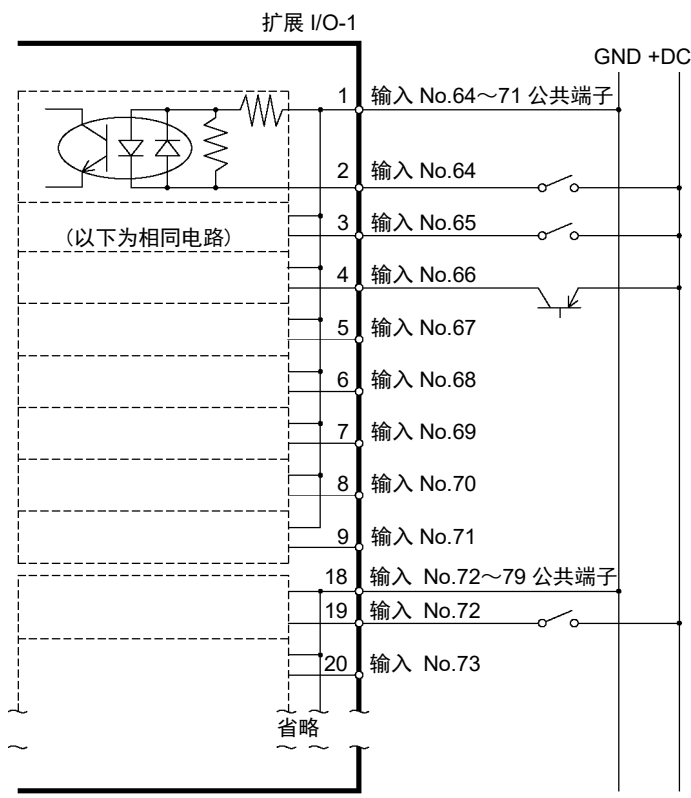 扩展 I/O-1
GND +DC
1 输入 No.64～71 公共端子
2 输入 No.64
3 输入 No.65
(以下为相同电路)
4 输入 No.66
5 输入 No.67
6 输入 No.68
7 输入 No.69
8 输入 No.70
9 输入 No.71
18 输入 No.72～79 公共端子
19 输入 No.72
20 输入 No.73
省略